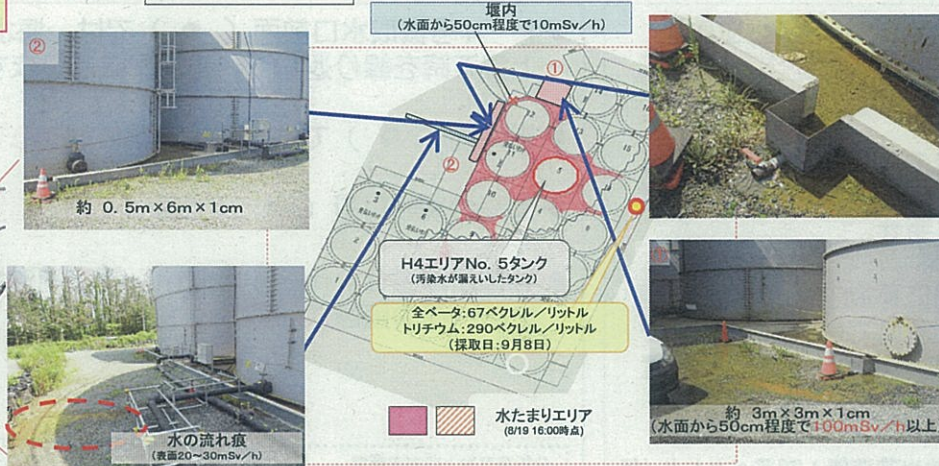 堰内
(水面から50cm程度で10mSv/h)
②
①
②
約 0.5m×6m×1cm
H4エリアNo. 5タンク
(汚染水が漏えいしたタンク)
全ベータ:67ベクレル/リットル
トリチウム:290ベクレル/リットル
(採取日:9月8日)
水の流れ痕
(表面20~30mSv/h)
水たまりエリア
(8/19 16:00時点)
約 3m×3m×1cm
(水面から50cm程度で100mSv/h以上